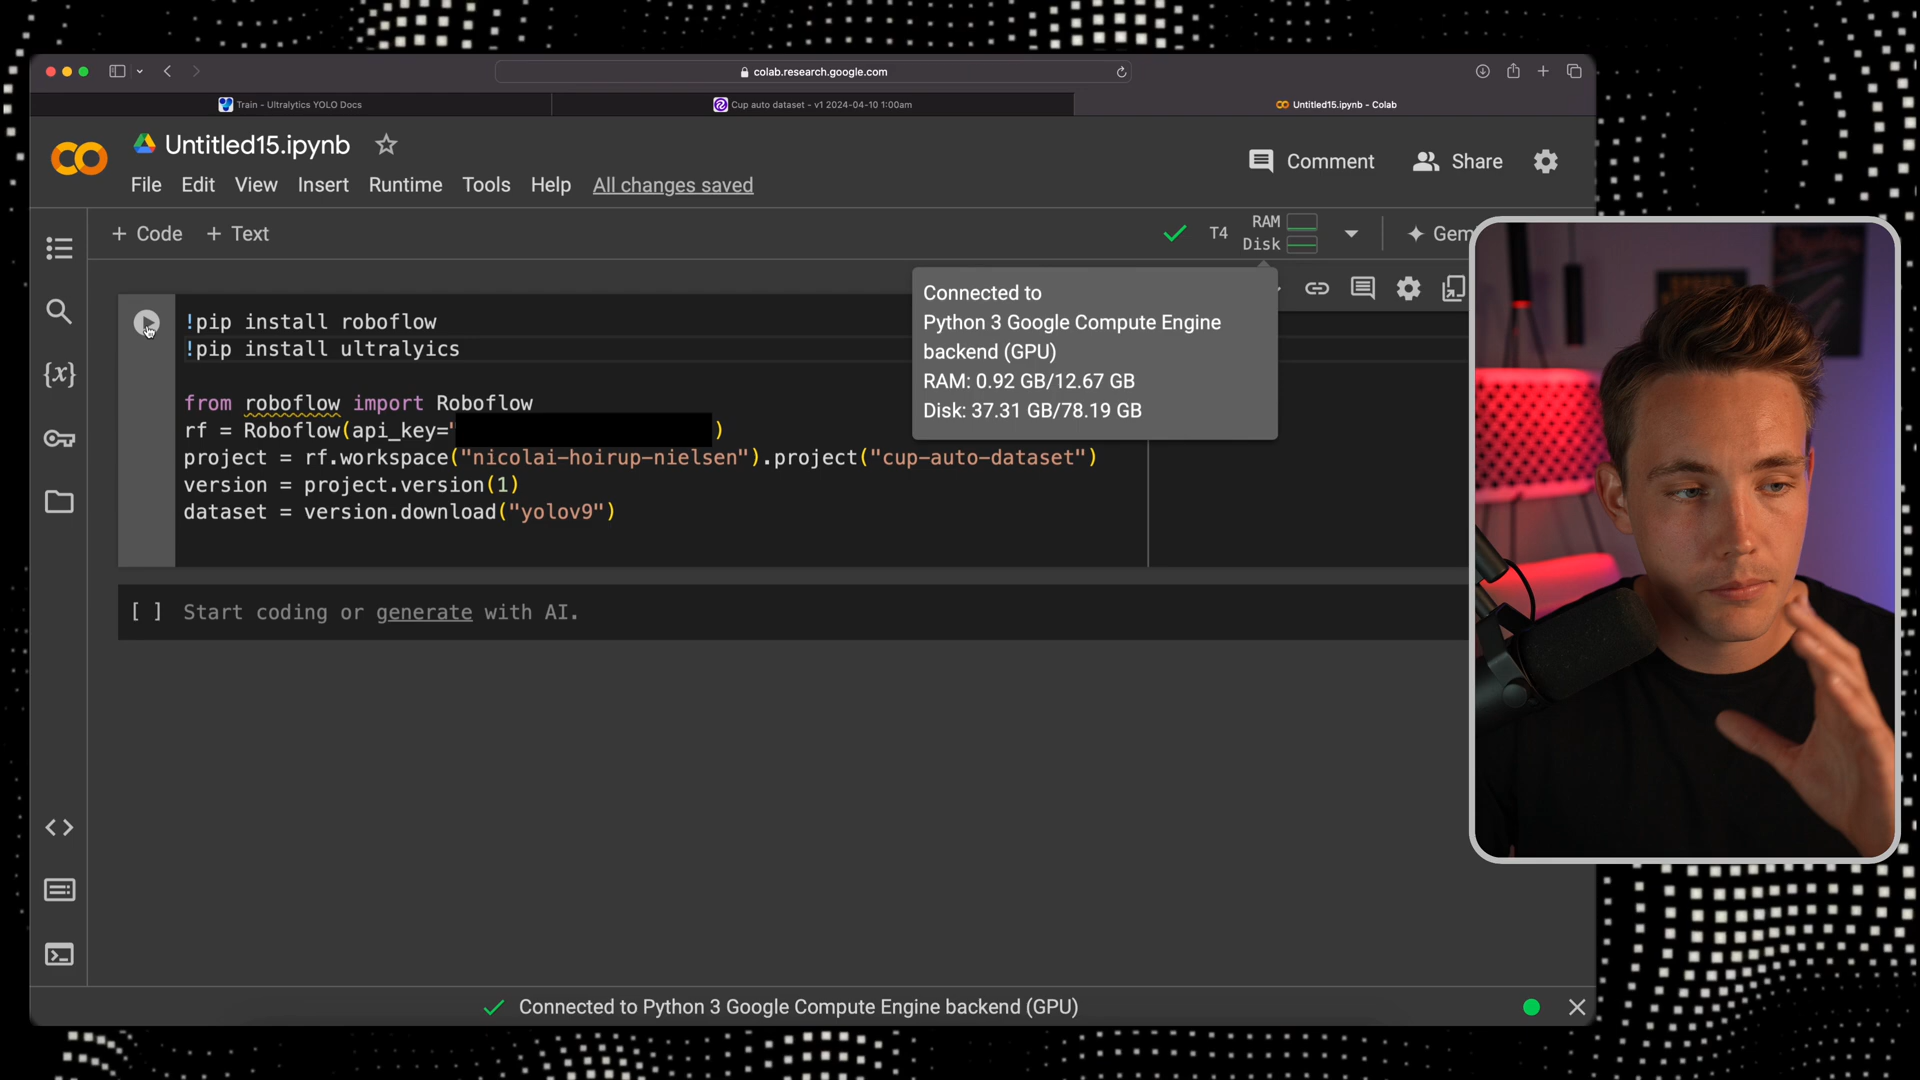 colab.research.google.com
Train - Ultralytics YOLO Docs
Cup auto dataset - v1 2024-04-10 1:00am
Untitled15.ipynb - Colab
Untitled15.ipynb
Comment
Share
File Edit View Insert Runtime Tools Help All changes saved
+ Code + Text
T4
RAM
Disk
Gem
Connected to
Python 3 Google Compute Engine
backend (GPU)
RAM: 0.92 GB/12.67 GB
Disk: 37.31 GB/78.19 GB
!pip install roboflow
!pip install ultralyics
from roboflow import Roboflow
rf = Roboflow(api_key=" )
project = rf.workspace("nicolai-hoirup-nielsen").project("cup-auto-dataset")
version = project.version(1)
dataset = version.download("yolov9")
[ ] Start coding or generate with AI.
{x}
Connected to Python 3 Google Compute Engine backend (GPU)